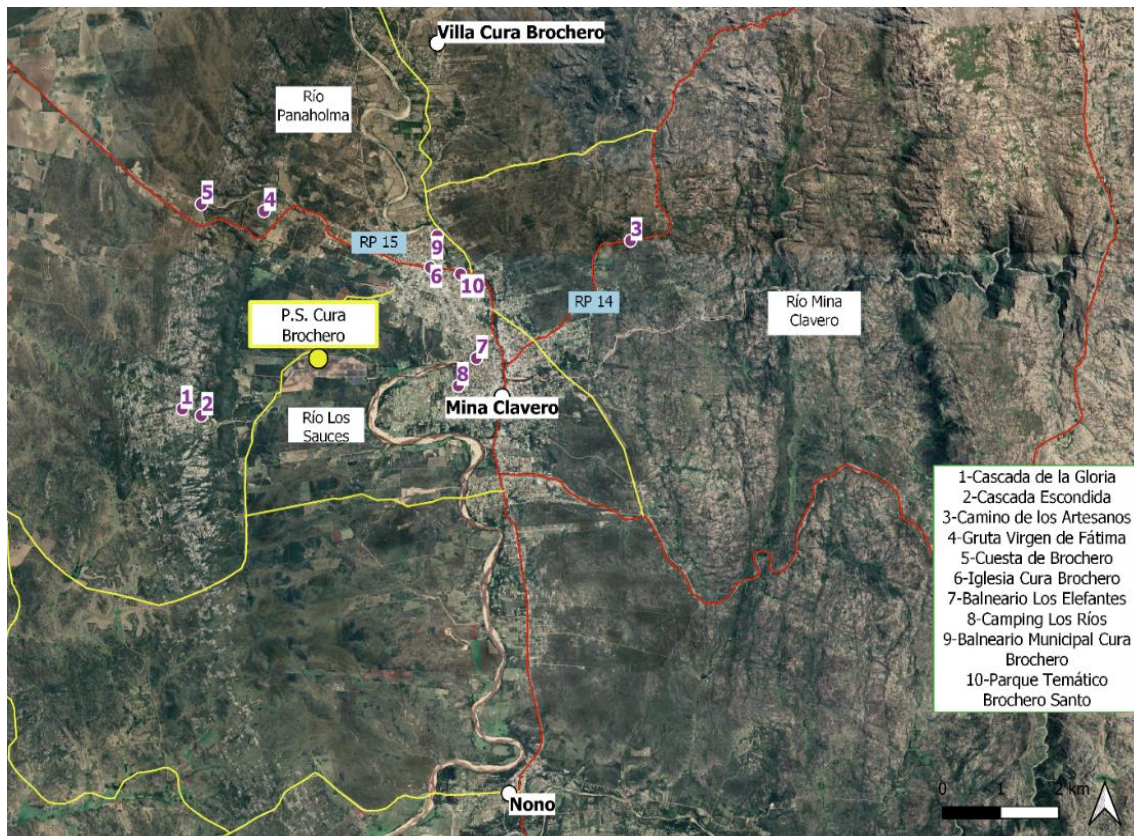 Villa Cura Brochero
Río
Panaholma
5
4
3
RP 15
9
6
10
P.S. Cura
Brochero
RP 14
Río Mina
Clavero
7
8
1
2
Mina Clavero
Río Los
Sauces
1-Cascada de la Gloria
2-Cascada Escondida
3-Camino de los Artesanos
4-Gruta Virgen de Fátima
5-Cuesta de Brochero
6-Iglesia Cura Brochero
7-Balneario Los Elefantes
8-Camping Los Ríos
9-Balneario Municipal Cura
Brochero
10-Parque Temático
Brochero Santo
Nono
0 1 2 km